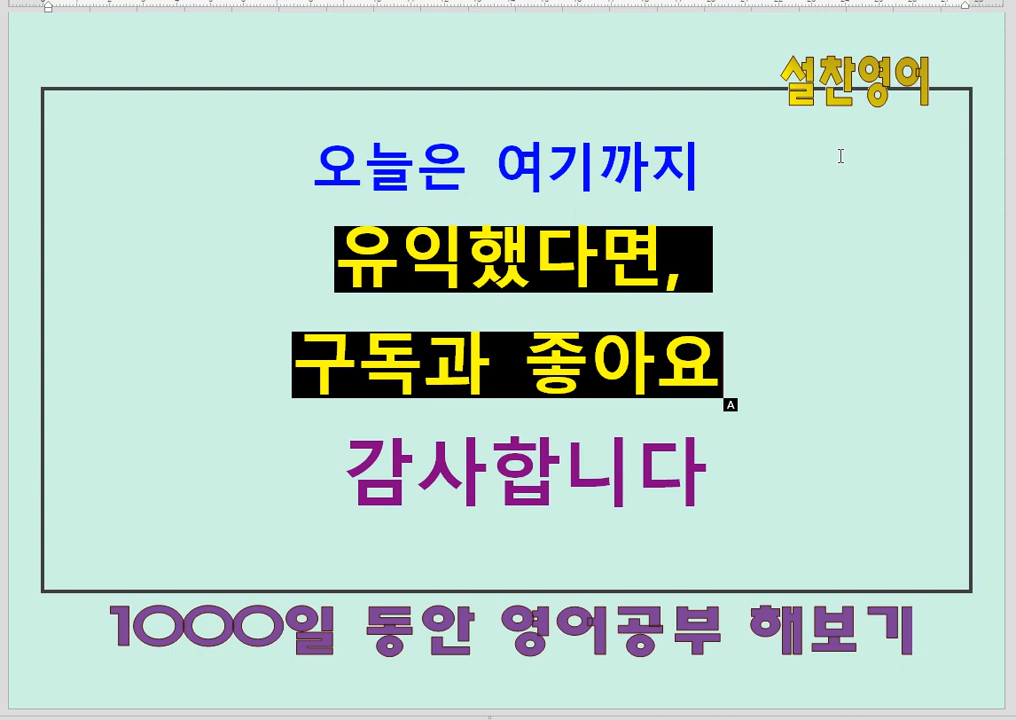 설찬영어
오늘은 여기까지
유익했다면,
구독과 좋아요
A
감사합니다
1000일 동안 영어공부 해보기